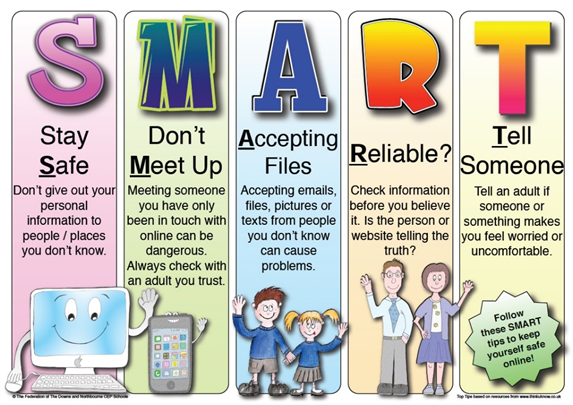 S
Stay
Safe
Don't give out your
personal
information to
people / places
you don't know.
M
Don't
Meet Up
Meeting someone
you have only
been in touch with
online can be
dangerous.
Always check with
an adult you trust.
A
Accepting
Files
Accepting emails,
files, pictures or
texts from people
you don't know
can cause
problems.
R
Reliable?
Check information
before you believe
it. Is the person or
website telling the
truth?
T
Tell
Someone
Tell an adult if
someone or
something makes
you feel worried or
uncomfortable.
Follow
these SMART
tips to keep
yourself safe
online!
© The Federation of The Downs and Northbourne CEP Schools
Top Tips based on resources from www.thinkuknow.co.uk